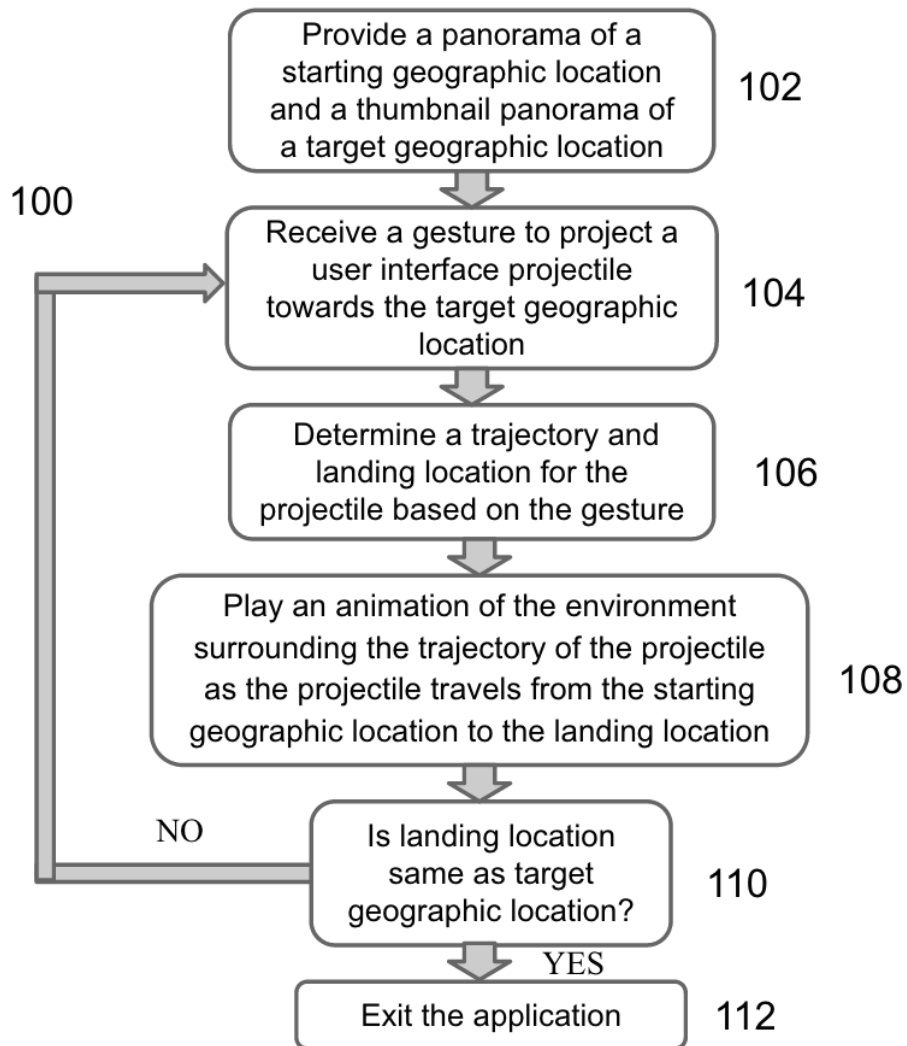 Provide a panorama of a
starting geographic location
and a thumbnail panorama of
a target geographic location
102
100
Receive a gesture to project a
user interface projectile
towards the target geographic
location
104
Determine a trajectory and
landing location for the
projectile based on the gesture
106
Play an animation of the environment
surrounding the trajectory of the projectile
as the projectile travels from the starting
geographic location to the landing location
108
NO
Is landing location
same as target
geographic location?
110
YES
Exit the application
112